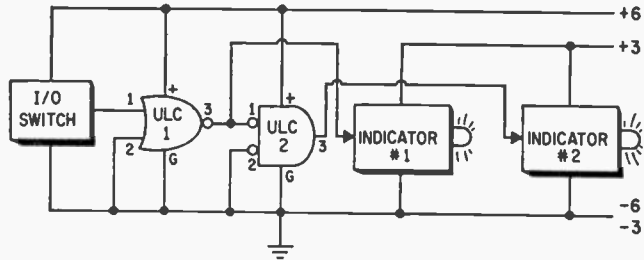 +6
+3
I/O
SWITCH
1
2
+
ULC
1
3
G
1
2
+
ULC
2
3
G
INDICATOR
#1
INDICATOR
#2
-6
-3